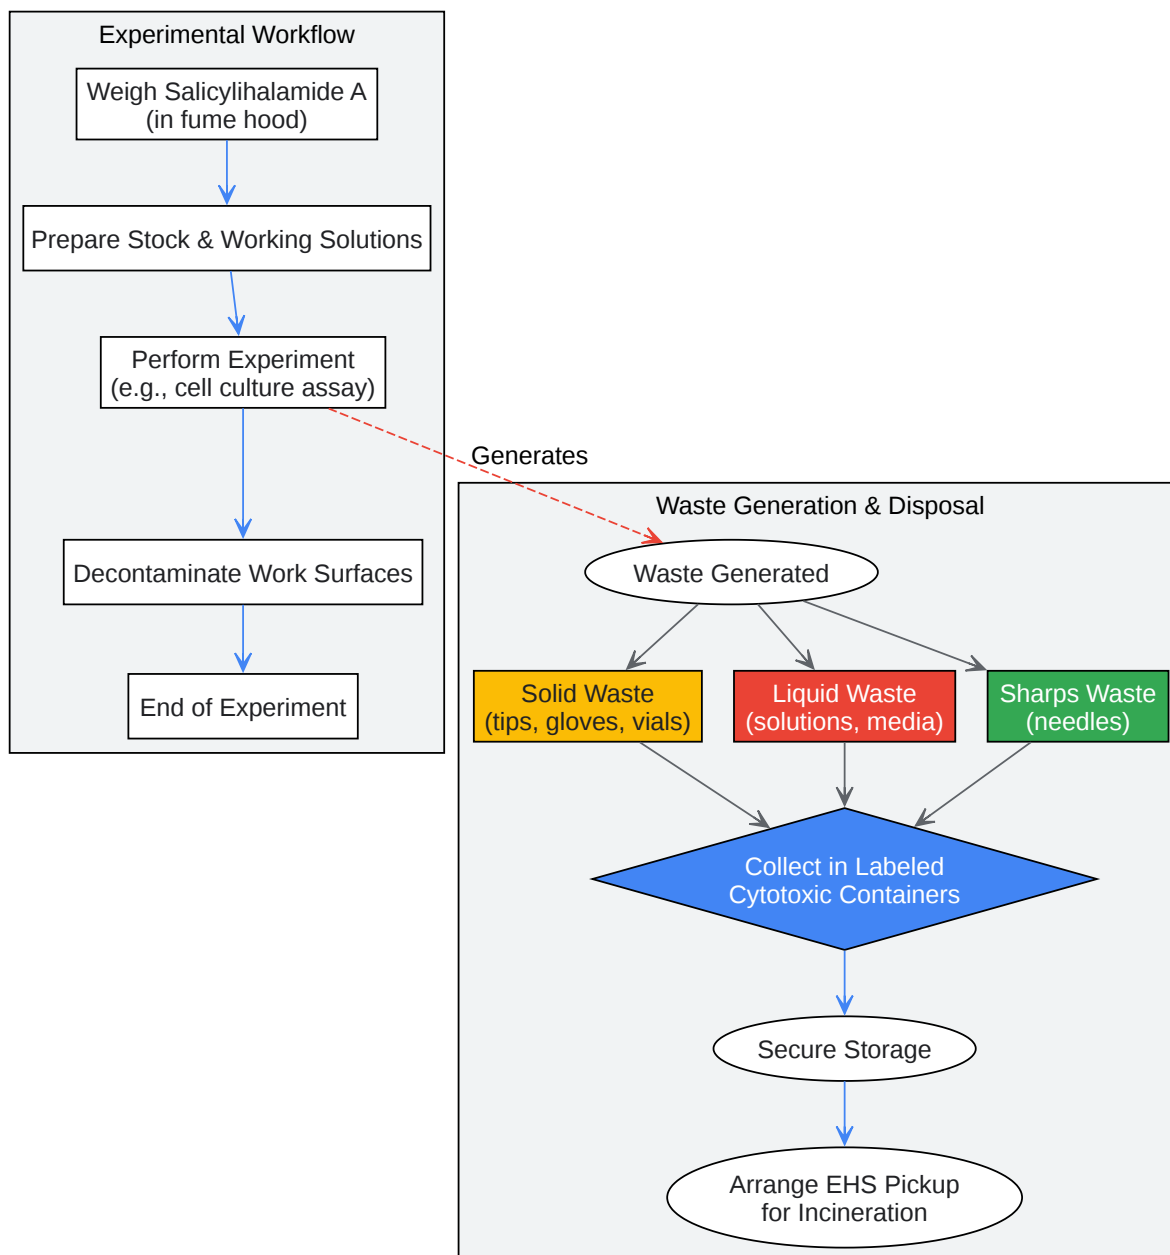 Experimental Workflow
Weigh Salicylihalamide A
(in fume hood)
Prepare Stock & Working Solutions
Perform Experiment
(e.g., cell culture assay)
Decontaminate Work Surfaces
End of Experiment
Generates
Waste Generation & Disposal
Waste Generated
Solid Waste
(tips, gloves, vials)
Liquid Waste
(solutions, media)
Sharps Waste
(needles)
Collect in Labeled
Cytotoxic Containers
Secure Storage
Arrange EHS Pickup
for Incineration